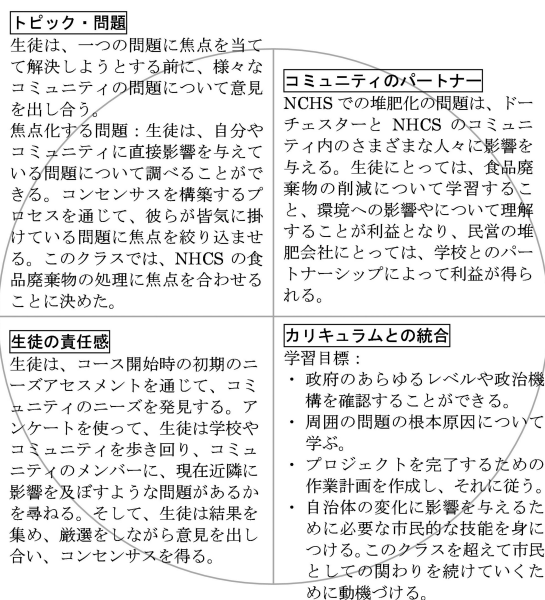 トピック・問題
生徒は、一つの問題に焦点を当て
て解決しようとする前に、様々な
コミュニティの問題について意見
を出し合う。
焦点化する問題：生徒は、自分や
コミュニティに直接影響を与えて
いる問題について調べることがで
きる。コンセンサスを構築するプ
ロセスを通じて、彼らが皆気に掛
けている問題に焦点を絞り込ませ
る。このクラスでは、NHCS の食
品廃棄物の処理に焦点を合わせる
ことに決めた。
コミュニティのパートナー
NCHS での堆肥化の問題は、ドー
チェスターと NHCS のコミュニ
ティ内のさまざまな人々に影響を
与える。生徒にとっては、食品廃
棄物の削減について学習するこ
と、環境への影響やについて理解
することが利益となり、民営の堆
肥会社にとっては、学校とのパー
トナーシップによって利益が得ら
れる。
生徒の責任感
生徒は、コース開始時の初期のニ
ーズアセスメントを通じて、コミ
ュニティのニーズを発見する。ア
ンケートを使って、生徒は学校や
コミュニティを歩き回り、コミュ
ニティのメンバーに、現在近隣に
影響を及ぼすような問題があるか
を尋ねる。そして、生徒は結果を
集め、厳選をしながら意見を出し
合い、コンセンサスを得る。
カリキュラムとの統合
学習目標：
・ 政府のあらゆるレベルや政治機
構を確認することができる。
・ 周囲の問題の根本原因について
学ぶ。
・ プロジェクトを完了するための
作業計画を作成し、それに従う。
・ 自治体の変化に影響を与えるた
めに必要な市民的な技能を身に
つける。このクラスを超えて市民
としての関わりを続けていくた
めに動機づける。